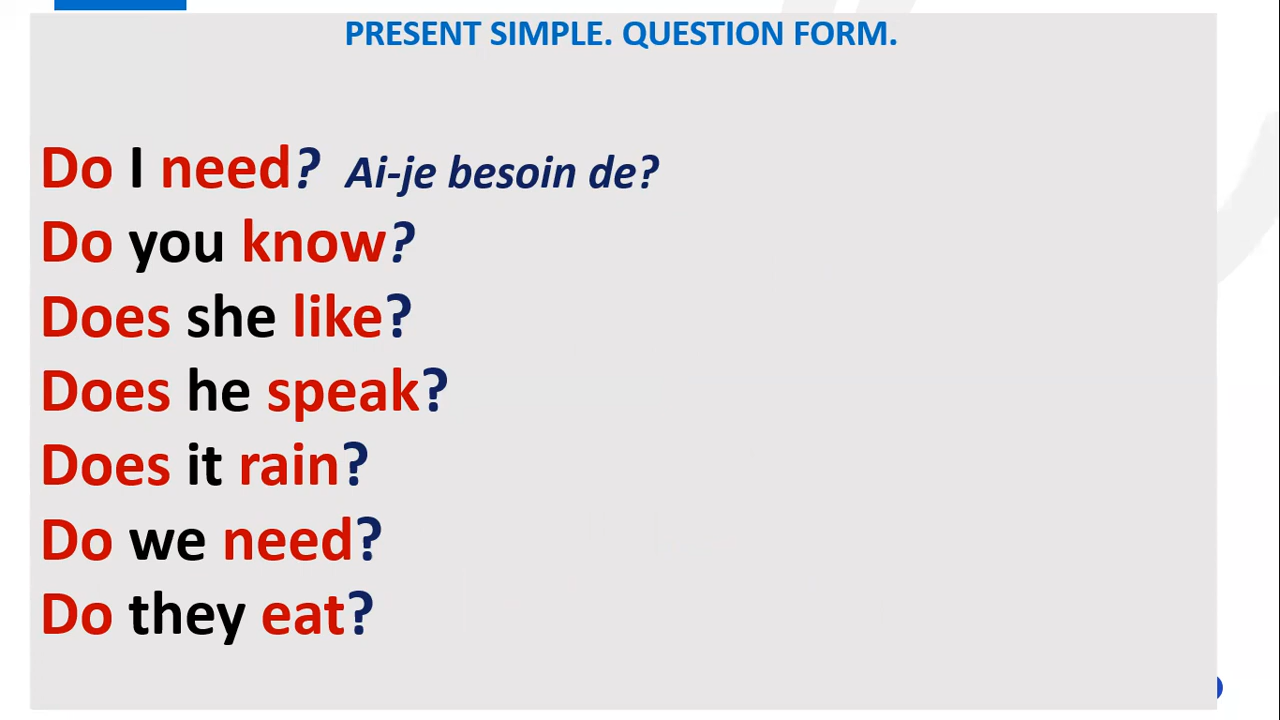 PRESENT SIMPLE. QUESTION FORM.
Do I need? Ai-je besoin de?
Do you know?
Does she like?
Does he speak?
Does it rain?
Do we need?
Do they eat?